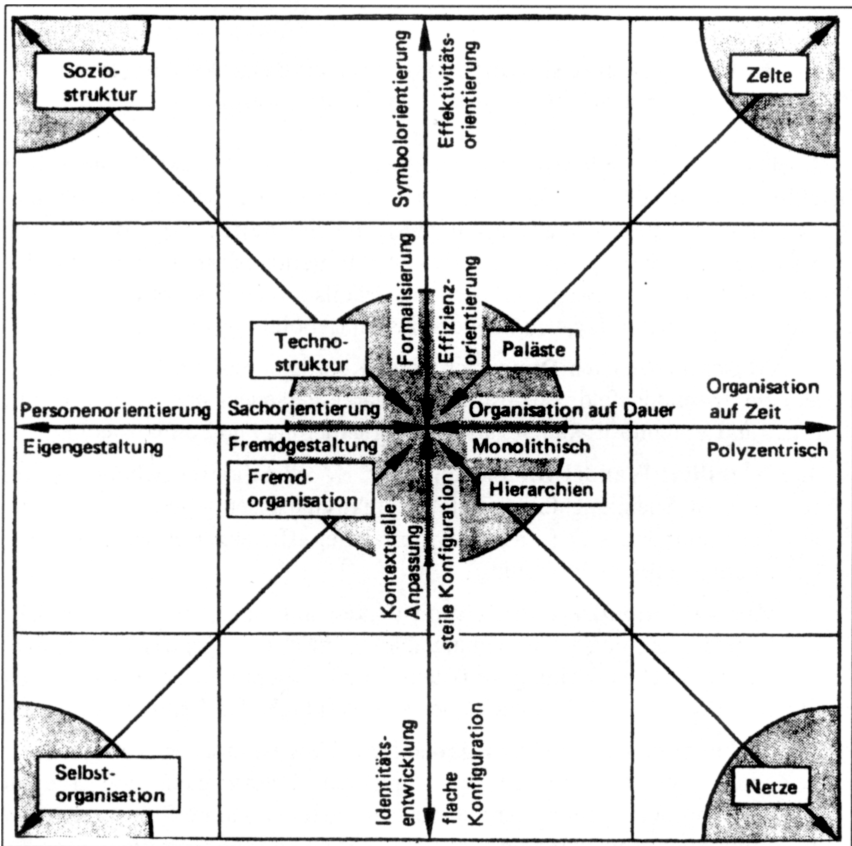 Sozio-
struktur
Symbolorientierung
Effektivitäts-
orientierung
Zelte
Techno-
struktur
Formalisierung
Effizienz-
orientierung
Paläste
Personenorientierung
Sachorientierung
Organisation auf Dauer
Organisation
auf Zeit
Eigengestaltung
Fremdgestaltung
Monolithisch
Polyzentrisch
Fremd-
organisation
Kontextuelle
Anpassung
steile Konfiguration
Hierarchien
Selbst-
organisation
Identitäts-
entwicklung
flache
Konfiguration
Netze